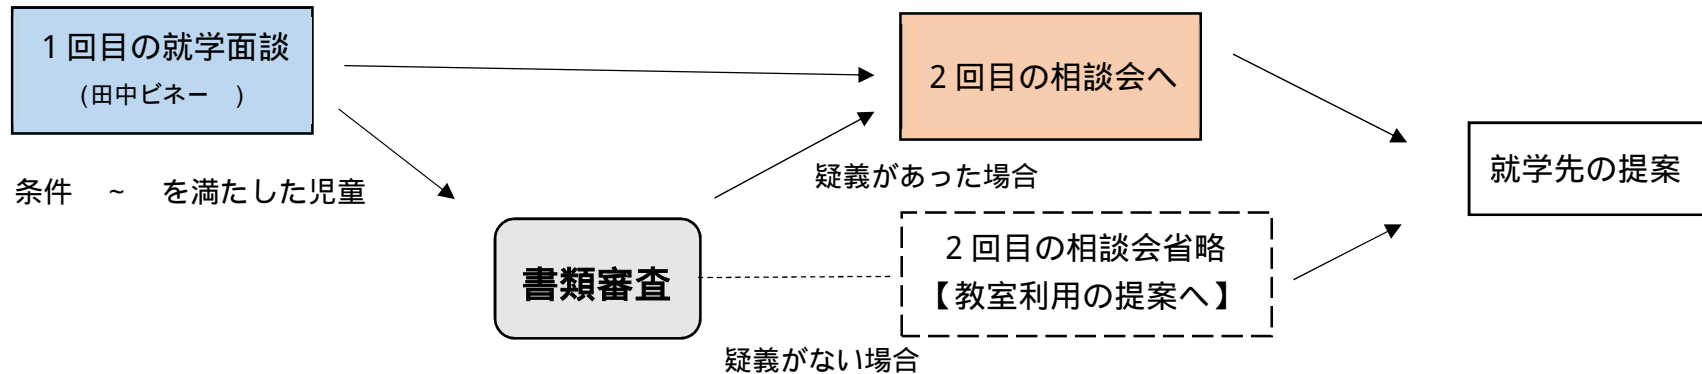 1回目の就学面談
(田中ビネー　)
2回目の相談会へ
就学先の提案
条件　~　を満たした児童
疑義があった場合
書類審査
2回目の相談会省略
【教室利用の提案へ】
疑義がない場合